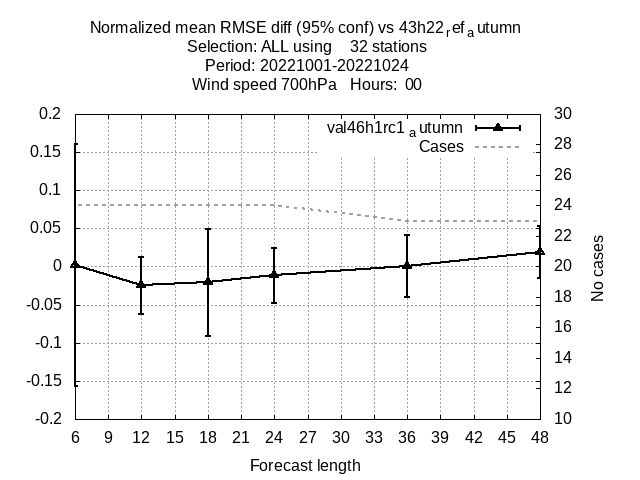 Normalized mean RMSE diff (95% conf) vs 43h22refautumn
Selection: ALL using 32 stations
Period: 20221001-20221024
Wind speed 700hPa Hours: 00
val46h1rc1autumn
Cases
0.2
0.15
0.1
0.05
0
-0.05
-0.1
-0.15
-0.2
30
28
26
24
22
20
18
16
14
12
10
No cases
6 9 12 15 18 21 24 27 30 33 36 39 42 45 48
Forecast length